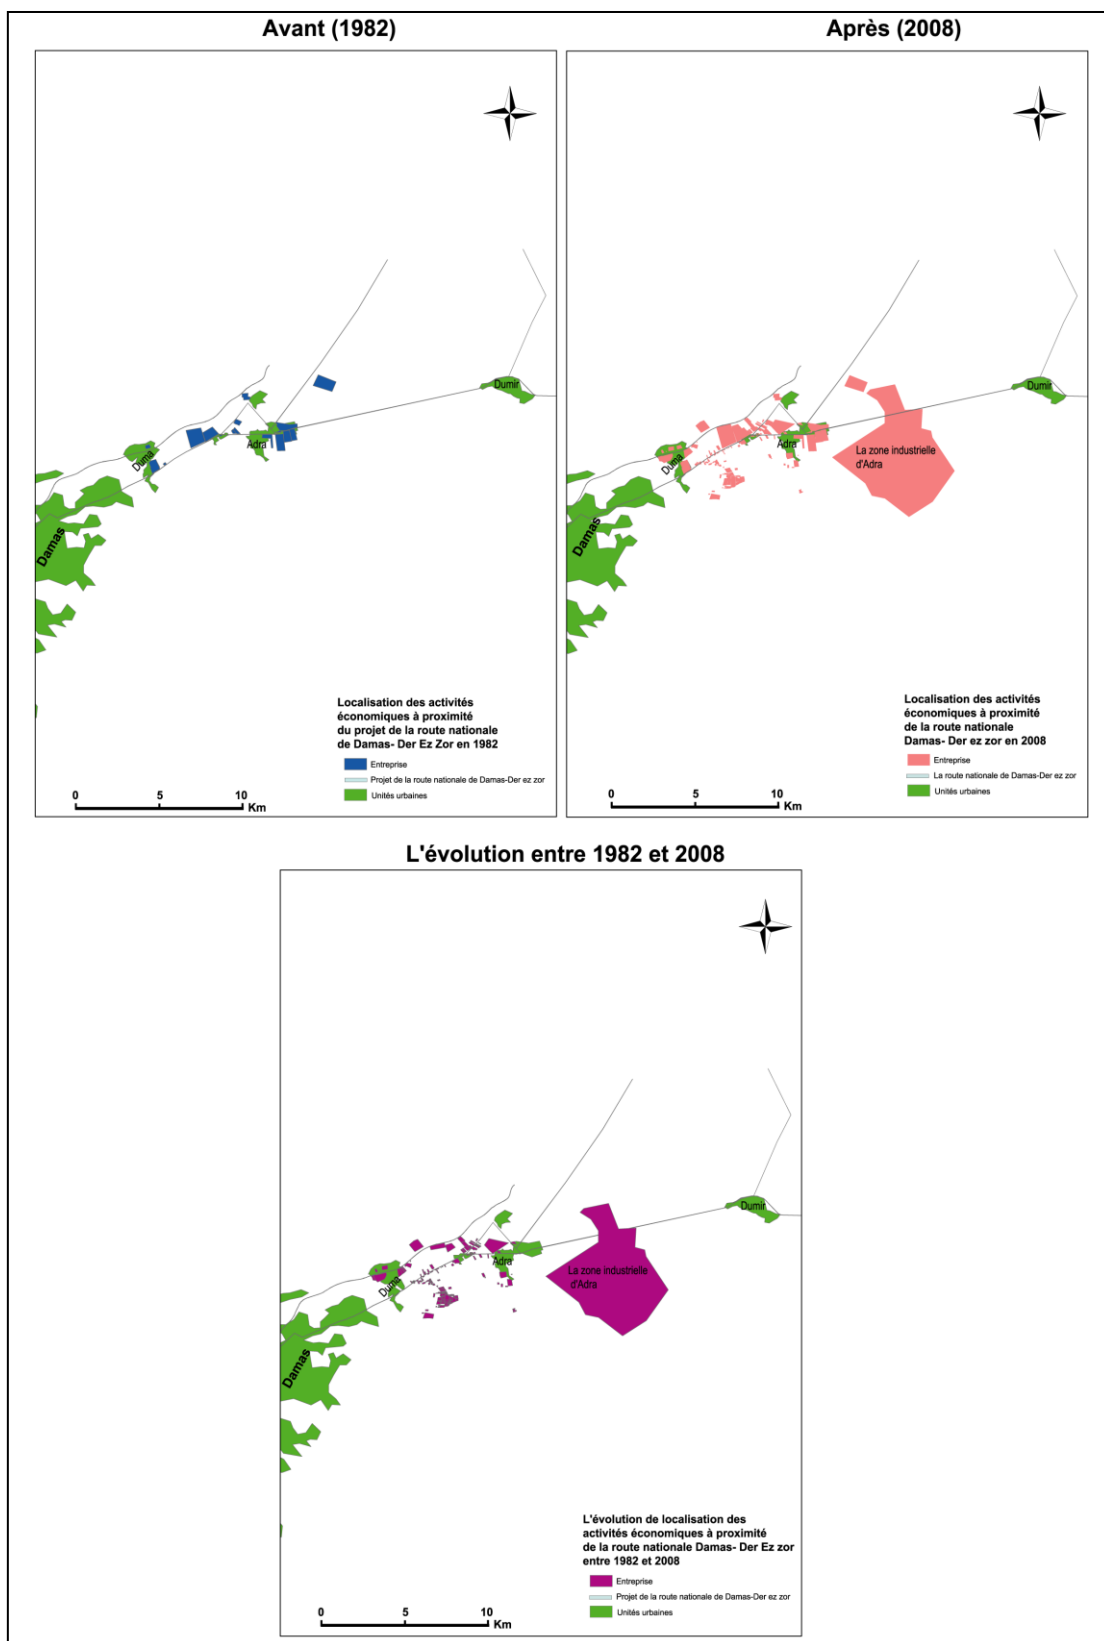 Avant (1982)
Dumir
Adra
Duma
Damas
Localisation des activités
économiques à proximité
du projet de la route nationale
de Damas- Der Ez Zor en 1982
Entreprise
Projet de la route nationale de Damas-Der ez zor
Unités urbaines
0 5 10
Km
Après (2008)
Dumir
Adra
Duma
La zone industrielle
d'Adra
Damas
Localisation des activités
économiques à proximité
de la route nationale
Damas- Der ez zor en 2008
Entreprise
La route nationale de Damas-Der ez zor
Unités urbaines
0 5 10
Km
L'évolution entre 1982 et 2008
Dumir
Adra
Duma
La zone industrielle
d'Adra
Damas
L'évolution de localisation des
activités économiques à proximité
de la route nationale Damas- Der Ez zor
entre 1982 et 2008
Entreprise
Projet de la route nationale de Damas-Der ez zor
Unités urbaines
0 5 10
Km